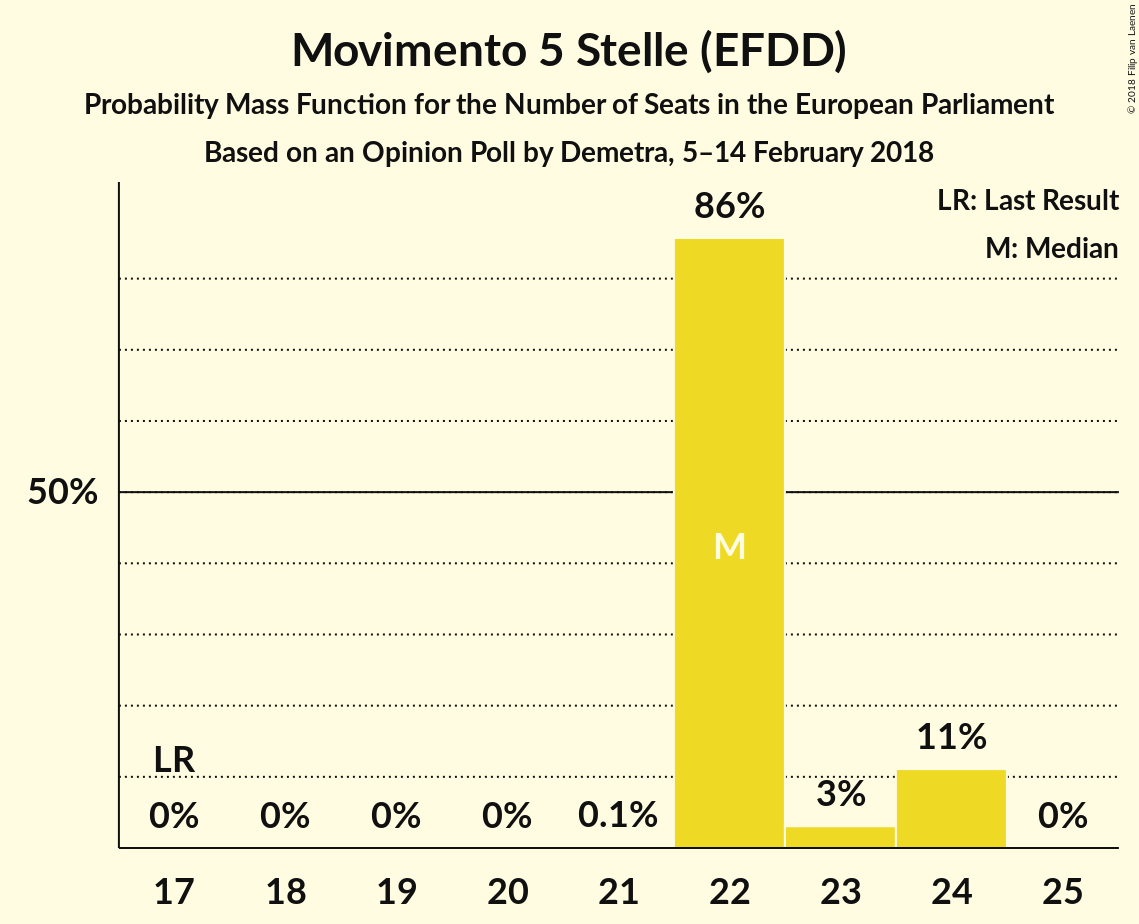 Movimento 5 Stelle (EFDD)
Probability Mass Function for the Number of Seats in the European Parliament
Based on an Opinion Poll by Demetra, 5–14 February 2018
© 2018 Filip van Laenen
LR: Last Result
M: Median
86%
50%
M
LR
0%
0%
0%
0%
0.1%
3%
11%
0%
17 18 19 20 21 22 23 24 25